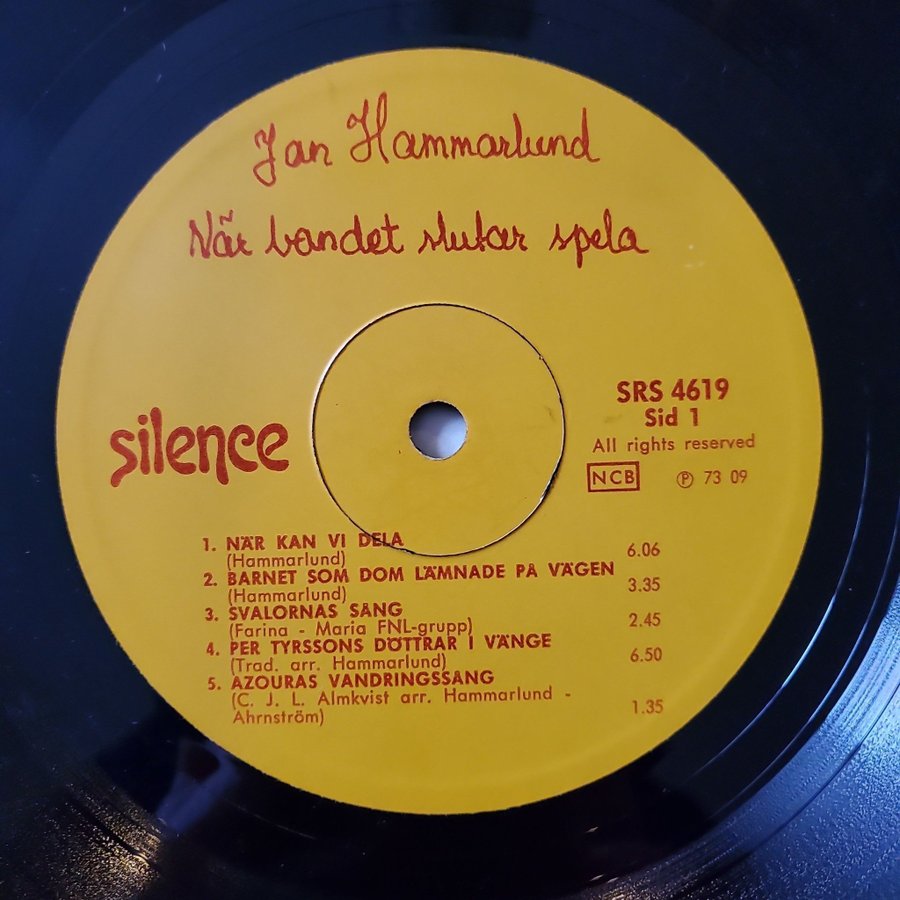 Jan Hammarlund
När bandet slutar spela
silence
SRS 4619
Sid 1
All rights reserved
NCB ℗ 73 09
1. NÄR KAN VI DELA
(Hammarlund) 6.06
2. BARNET SOM DOM LÄMNADE PÅ VÄGEN
(Hammarlund) 3.35
3. SVALORNAS SANG
(Farina - Maria FNL-grupp) 2.45
4. PER TYRSSONS DÖTTRAR I VÄNGE
(Trad. arr. Hammarlund) 6.50
5. AZOURAS VANDRINGSSANG
(C. J. L. Almkvist arr. Hammarlund -
Ahrnström) 1.35